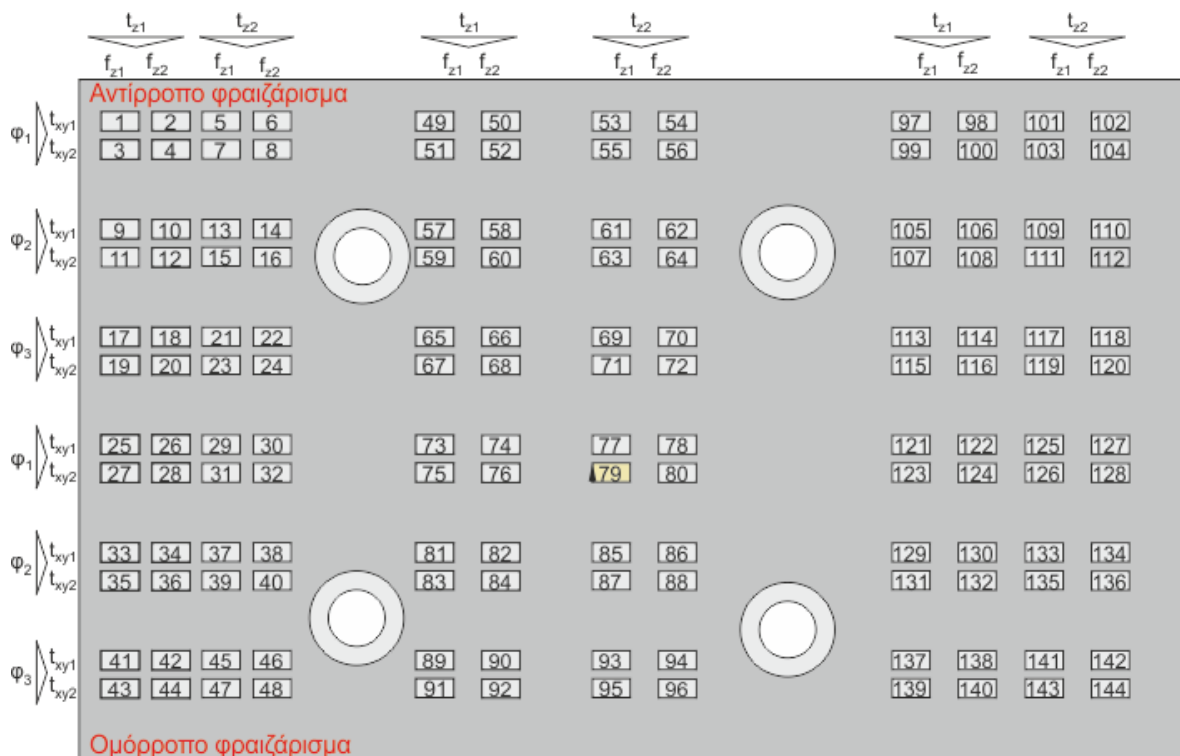 t_z1 t_z2 t_z1 t_z2 t_z1 t_z2
f_z1 f_z2 f_z1 f_z2 f_z1 f_z2 f_z1 f_z2 f_z1 f_z2 f_z1 f_z2
Αντίρροπο φραιζάρισμα
φ_1 t_xy1 1 2 5 6 49 50 53 54 97 98 101 102
t_xy2 3 4 7 8 51 52 55 56 99 100 103 104
φ_2 t_xy1 9 10 13 14 57 58 61 62 105 106 109 110
t_xy2 11 12 15 16 59 60 63 64 107 108 111 112
φ_3 t_xy1 17 18 21 22 65 66 69 70 113 114 117 118
t_xy2 19 20 23 24 67 68 71 72 115 116 119 120
φ_1 t_xy1 25 26 29 30 73 74 77 78 121 122 125 127
t_xy2 27 28 31 32 75 76 79 80 123 124 126 128
φ_2 t_xy1 33 34 37 38 81 82 85 86 129 130 133 134
t_xy2 35 36 39 40 83 84 87 88 131 132 135 136
φ_3 t_xy1 41 42 45 46 89 90 93 94 137 138 141 142
t_xy2 43 44 47 48 91 92 95 96 139 140 143 144
Ομόρροπο φραιζάρισμα